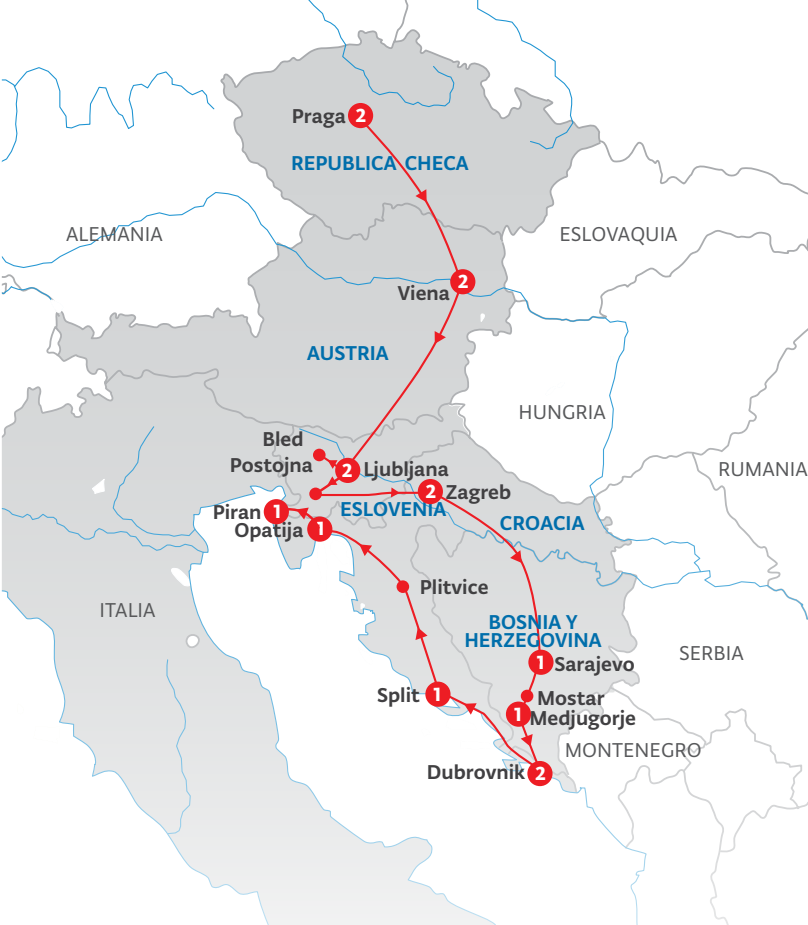 Praga 2
REPUBLICA CHECA
ALEMANIA
ESLOVAQUIA
Viena 2
AUSTRIA
HUNGRIA
Bled
Postojna
2 Ljubljana
RUMANIA
2 Zagreb
Piran 1
ESLOVENIA
CROACIA
Opatija 1
Plitvice
ITALIA
BOSNIA Y
HERZEGOVINA
SERBIA
1 Sarajevo
Split 1
Mostar
1 Medjugorje
MONTENEGRO
Dubrovnik 2